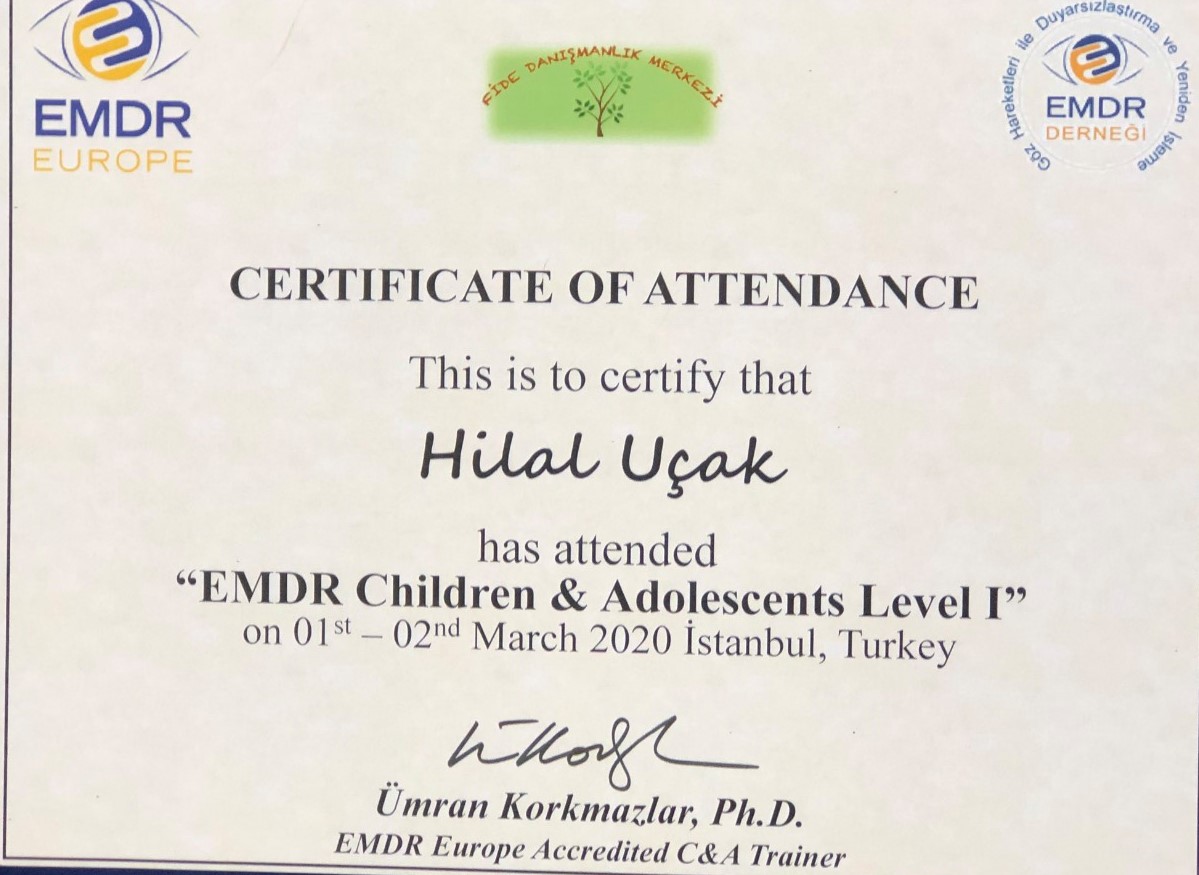 EMDR
EUROPE
FİDE DANIŞMANLIK MERKEZİ
Göz Hareketleri ile Duyarsızlaştırma ve Yeniden İşleme
EMDR
DERNEĞİ
CERTIFICATE OF ATTENDANCE
This is to certify that
Hilal Uçak
has attended
“EMDR Children & Adolescents Level I”
on 01st – 02nd March 2020 İstanbul, Turkey
Ümran Korkmazlar, Ph.D.
EMDR Europe Accredited C&A Trainer